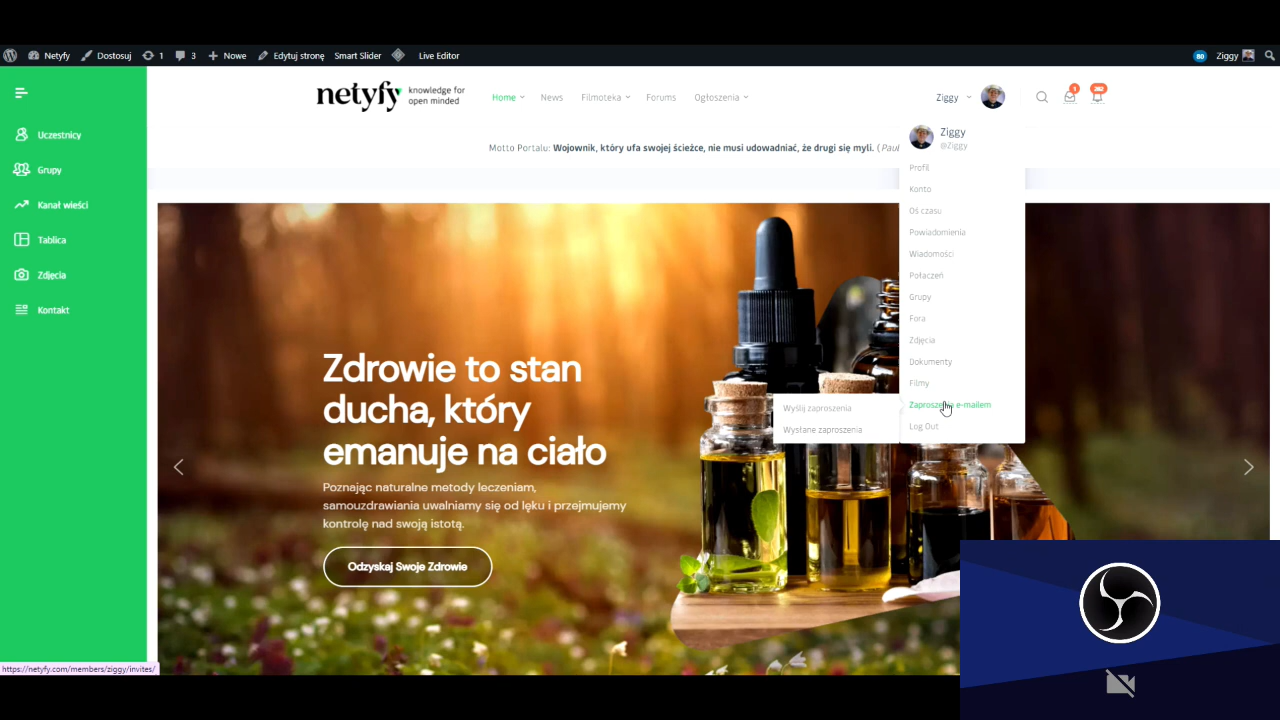 Netyfy
Dostosuj
1
3
Nowe
Edytuj stronę
Smart Slider
Live Editor
Ziggy
netyfy
knowledge for
open minded
Home
News
Filmoteka
Forums
Ogłoszenia
Ziggy
Uczestnicy
Grupy
Kanał wieści
Tablica
Zdjęcia
Kontakt
Motto Portalu: Wojownik, który ufa swojej ścieżce, nie musi udowadniać, że drugi się myli. (Paul
Ziggy
@Ziggy
Profil
Konto
Oś czasu
Powiadomienia
Wiadomości
Połaczeń
Grupy
Fora
Zdjęcia
Dokumenty
Filmy
Zaproszenia e-mailem
Log Out
Wyślij zaproszenia
Wysłane zaproszenia
Zdrowie to stan
ducha, który
emanuje na ciało
Poznając naturalne metody leczeniam,
samouzdrawiania uwalniamy się od lęku i przejmujemy
kontrolę nad swoją istotą.
Odzyskaj Swoje Zdrowie
https://netyfy.com/members/ziggy/invites/